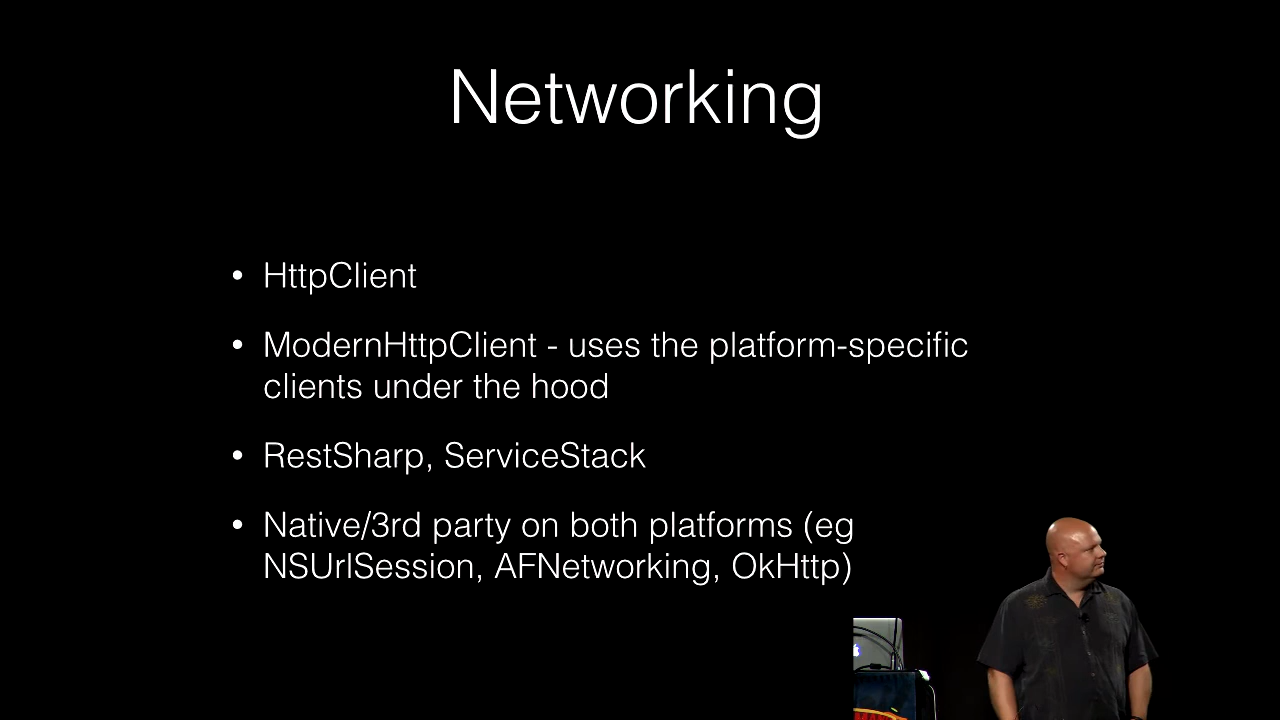 Networking
• HttpClient
• ModernHttpClient - uses the platform-specific
clients under the hood
• RestSharp, ServiceStack
• Native/3rd party on both platforms (eg
NSUrlSession, AFNetworking, OkHttp)